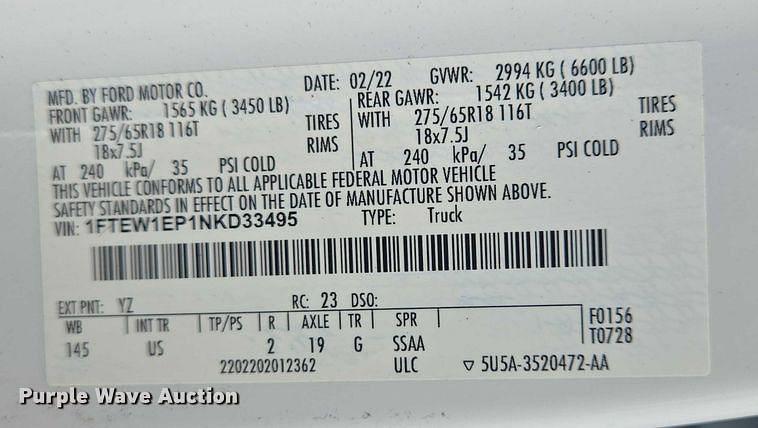 MFD. BY FORD MOTOR CO.
DATE: 02/22 GVWR: 2994 KG ( 6600 LB)
FRONT GAWR: 1565 KG ( 3450 LB)
REAR GAWR: 1542 KG ( 3400 LB)
WITH 275/65R18 116T TIRES
WITH 275/65R18 116T TIRES
18x7.5J RIMS
18x7.5J RIMS
AT 240 kPa/ 35 PSI COLD
AT 240 kPa/ 35 PSI COLD
THIS VEHICLE CONFORMS TO ALL APPLICABLE FEDERAL MOTOR VEHICLE
SAFETY STANDARDS IN EFFECT ON THE DATE OF MANUFACTURE SHOWN ABOVE.
VIN: 1FTEW1EP1NKD33495 TYPE: Truck
EXT PNT: YZ RC: 23 DSO:
WB | INT TR | TP/PS | R | AXLE | TR | SPR | F0156
145 US 2 19 G SSAA T0728
2202202012362 ULC ▽ 5U5A-3520472-AA
Purple Wave Auction